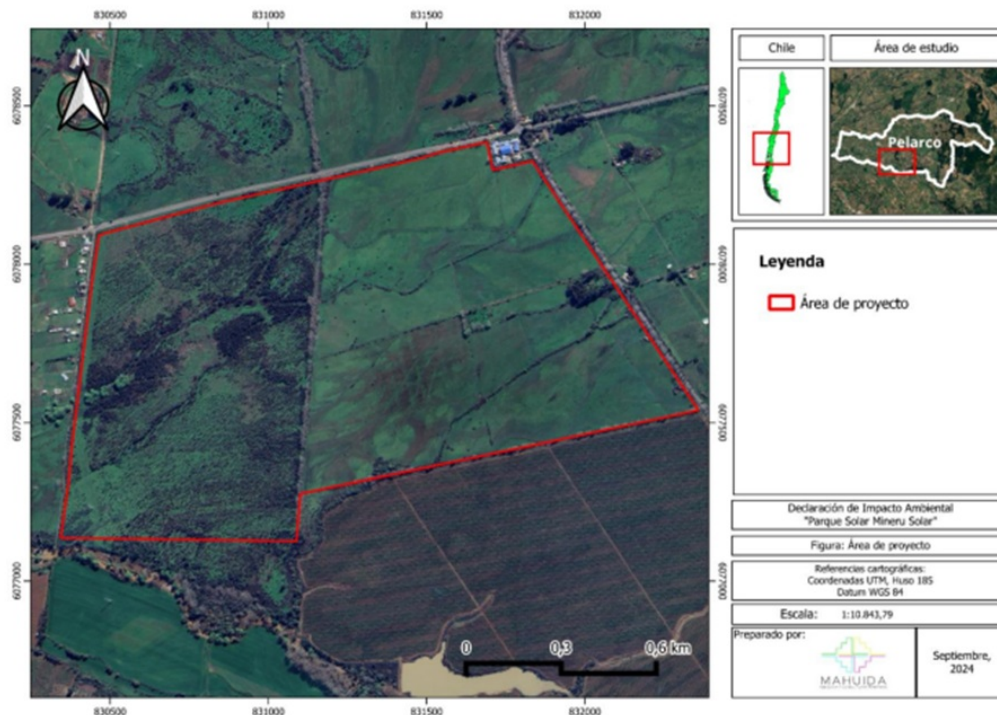 830500 831000 831500 832000
N
6078500
6078000
6077500
6077000
6078500
6078000
6077500
6077000
0 0,3 0,6 km
830500 831000 831500 832000
Chile
Área de estudio
Pelarco
Leyenda
Área de proyecto
Declaración de Impacto Ambiental
"Parque Solar Mineru Solar"
Figura: Área de proyecto
Referencias cartográficas:
Coordenadas UTM, Huso 18S
Datum WGS 84
Escala: 1:10.843,79
Preparado por:
MAHUIDA
Septiembre,
2024